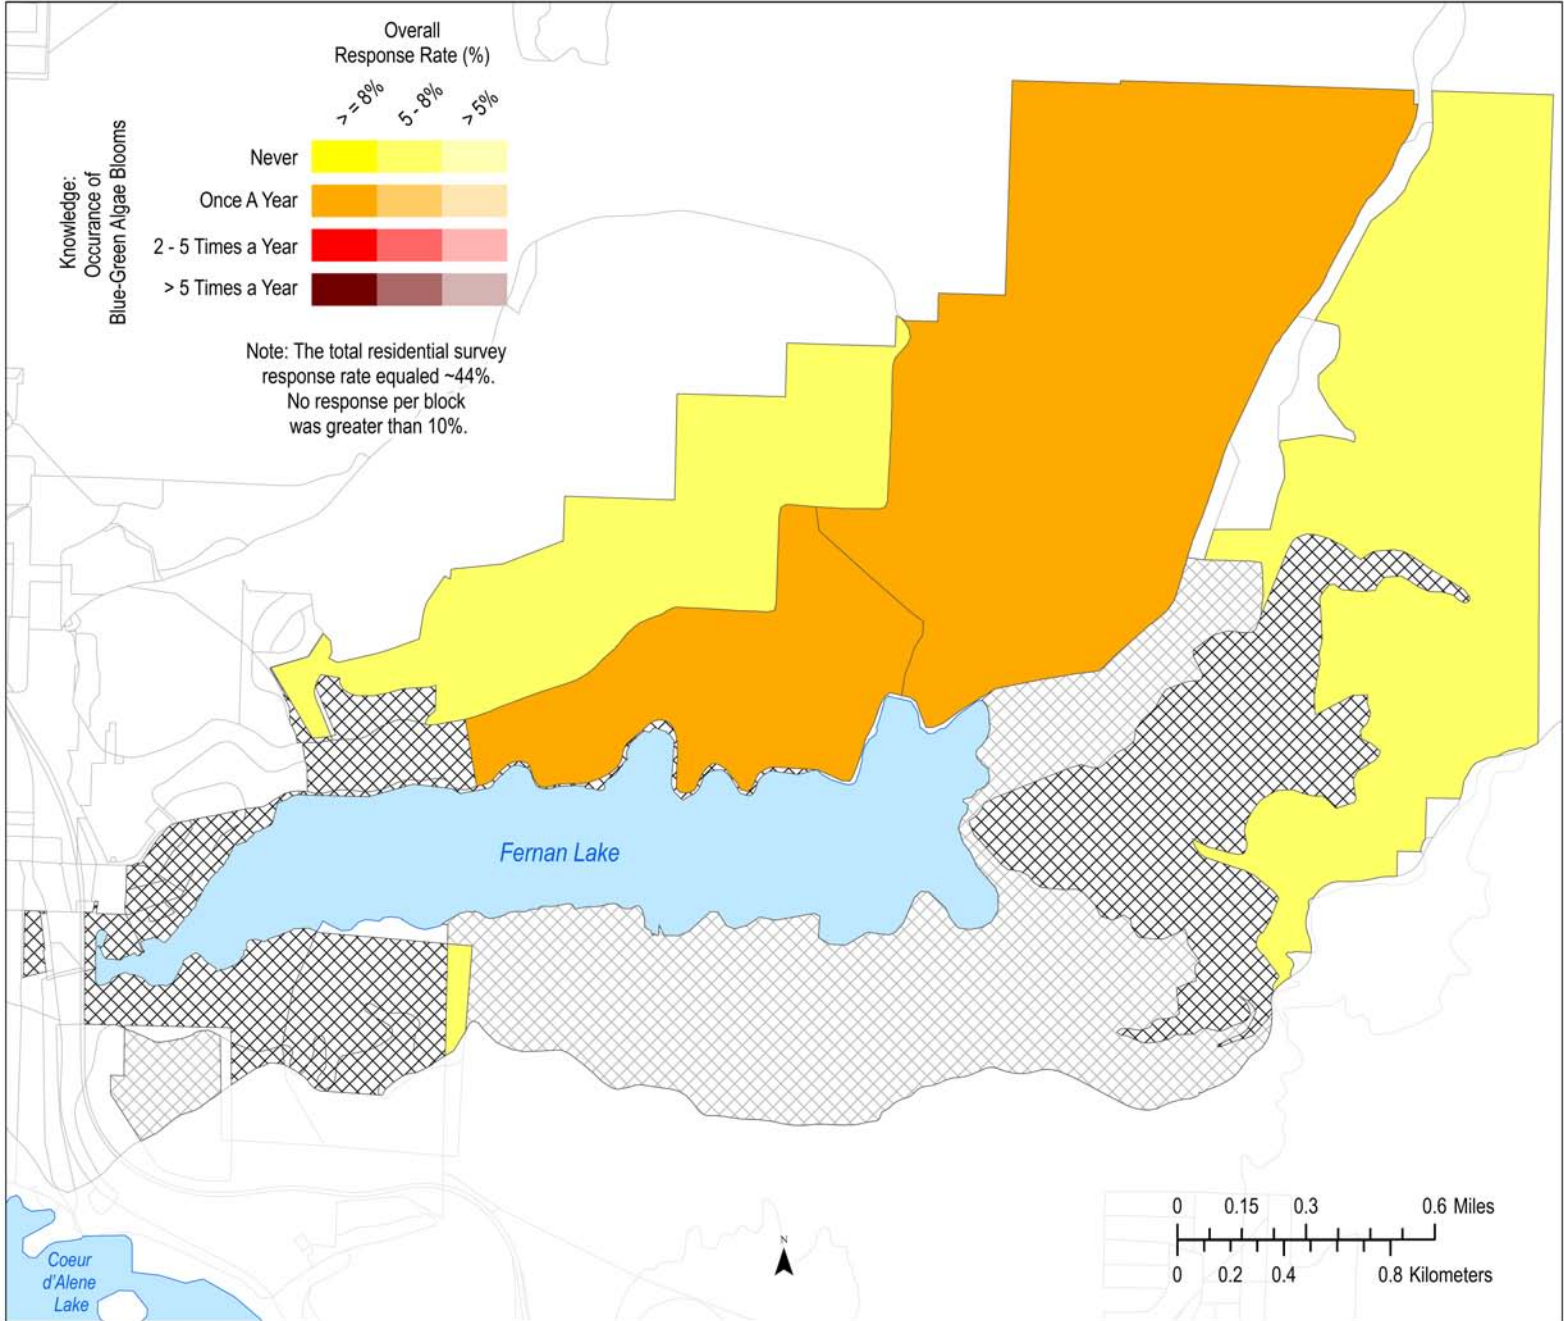 Overall
Response Rate (%)
> = 8%
5 - 8%
> 5%
Knowledge:
Occurance of
Blue-Green Algae Blooms
Never
Once A Year
2 - 5 Times a Year
> 5 Times a Year
Note: The total residential survey
response rate equaled ~44%.
No response per block
was greater than 10%.
Fernan Lake
Coeur
d'Alene
Lake
N
0 0.15 0.3 0.6 Miles
0 0.2 0.4 0.8 Kilometers